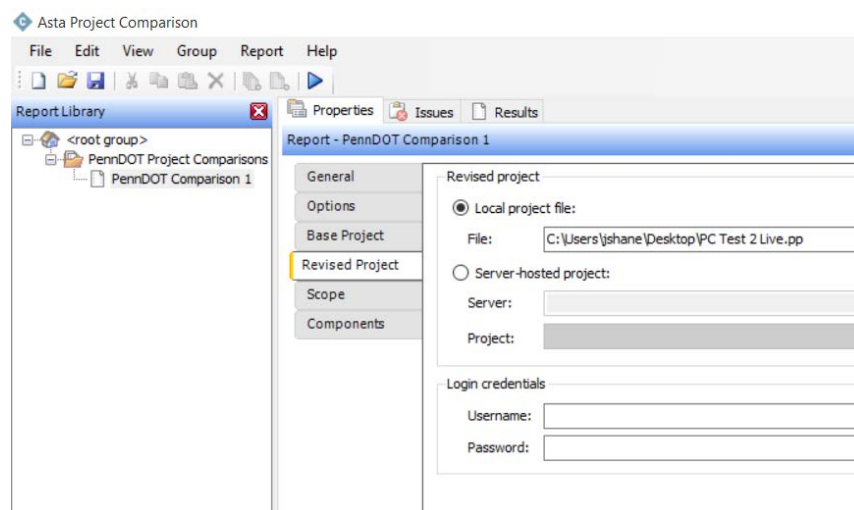 Asta Project Comparison
File Edit View Group Report Help
Report Library
<root group>
PennDOT Project Comparisons
PennDOT Comparison 1
Properties Issues Results
Report - PennDOT Comparison 1
General
Options
Base Project
Revised Project
Scope
Components
Revised project
Local project file:
File: C:\Users\jshane\Desktop\PC Test 2 Live.pp
Server-hosted project:
Server:
Project:
Login credentials
Username:
Password: